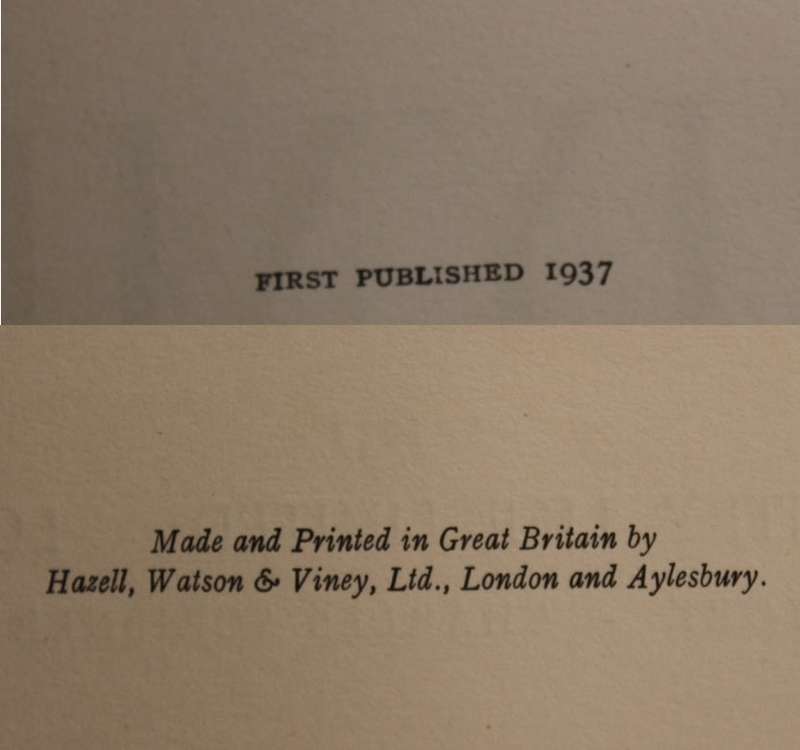 FIRST PUBLISHED 1937
Made and Printed in Great Britain by
Hazell, Watson & Viney, Ltd., London and Aylesbury.